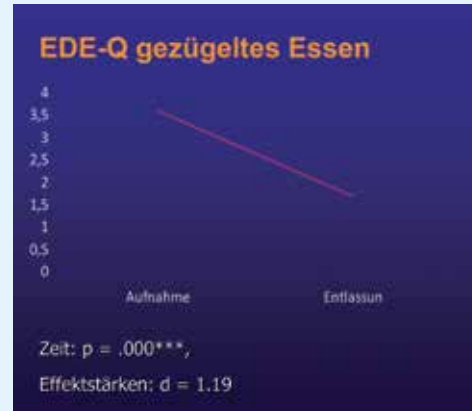 EDE-Q gezügeltes Essen
4
3,5
3
2,5
2
1,5
1
0,5
0
Aufnahme Entlassun
Zeit: p = .000***,
Effektstärken: d = 1.19